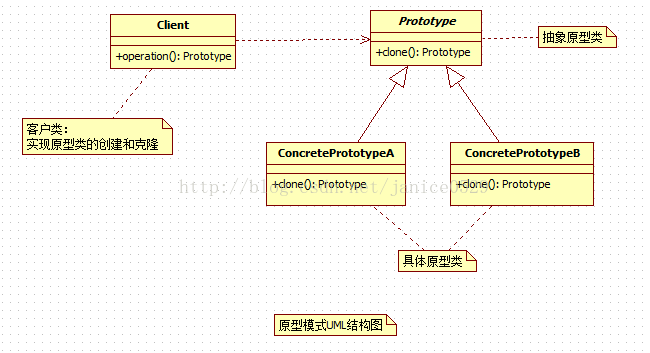 Client
+operation(): Prototype
Prototype
+clone(): Prototype
抽象原型类
客户类:
实现原型类的创建和克隆
ConcretePrototypeA
+clone(): Prototype
ConcretePrototypeB
+clone(): Prototype
具体原型类
原型模式UML结构图